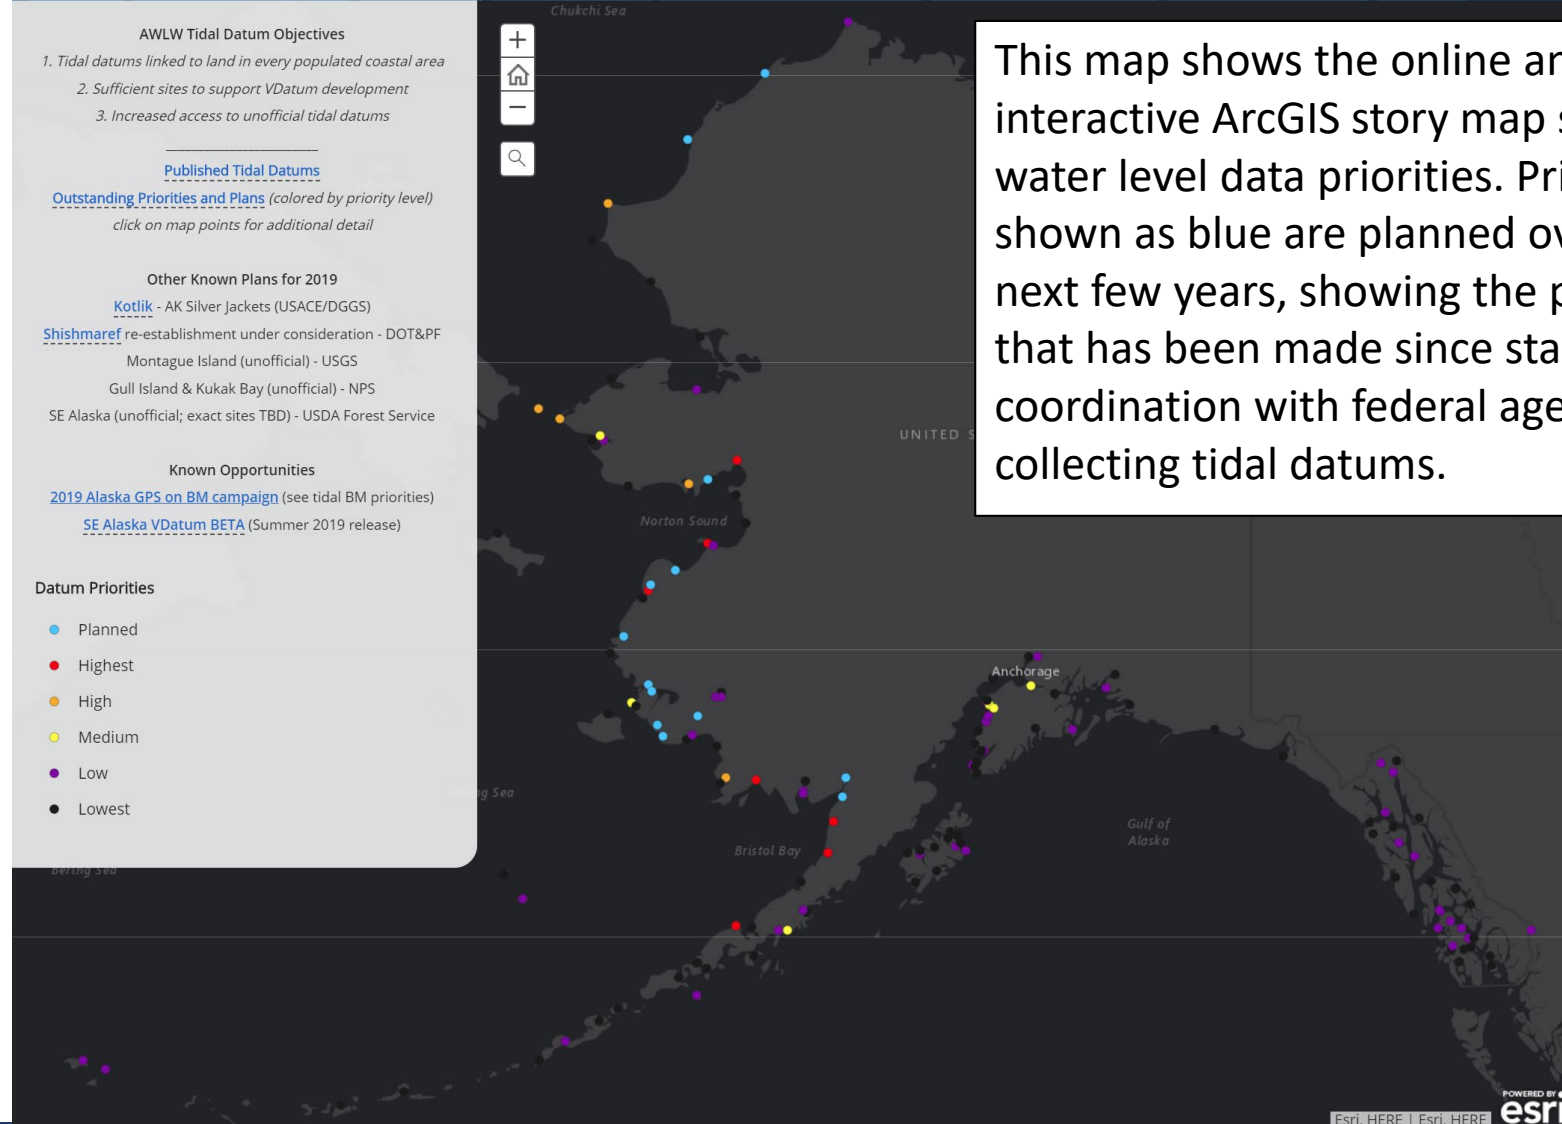 AWLW Tidal Datum Objectives
1. Tidal datums linked to land in every populated coastal area
2. Sufficient sites to support VDatum development
3. Increased access to unofficial tidal datums
Published Tidal Datums
Outstanding Priorities and Plans (colored by priority level)
click on map points for additional detail
Other Known Plans for 2019
Kotlik - AK Silver Jackets (USACE/DGGS)
Shishmaref re-establishment under consideration - DOT&PF
Montague Island (unofficial) - USGS
Gull Island & Kukak Bay (unofficial) - NPS
SE Alaska (unofficial; exact sites TBD) - USDA Forest Service
Known Opportunities
2019 Alaska GPS on BM campaign (see tidal BM priorities)
SE Alaska VDatum BETA (Summer 2019 release)
Datum Priorities
Planned
Highest
High
Medium
Low
Lowest
Bering Sea
Chukchi Sea
This map shows the online
interactive ArcGIS story map
water level data priorities.
shown as blue are planned
next few years, showing the
that has been made since
coordination with federal
collecting tidal datums.
UNITED
Norton Sound
Anchorage
Sea
Gulf of
Alaska
Bristol Bay
POWERED BY
esri
Esri, HERE | Esri, HERE